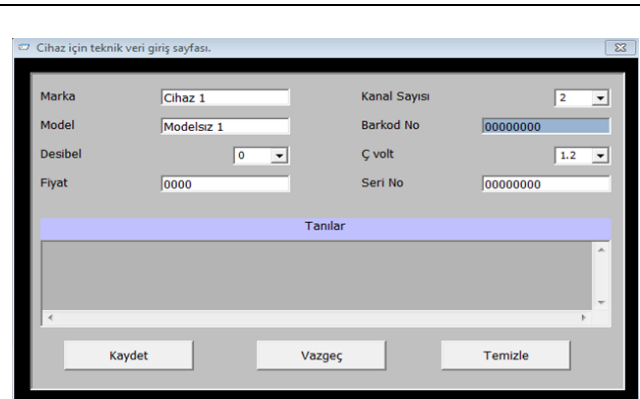 Cihaz için teknik veri giriş sayfası.
Marka Cihaz 1 Kanal Sayısı 2
Model Modelsız 1 Barkod No 00000000
Desibel 0 Ç volt 1.2
Fiyat 0000 Seri No 00000000
Tanılar
Kaydet Vazgeç Temizle